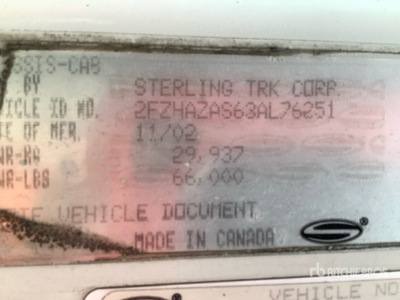 SSIS-CAB
BY STERLING TRK CORP.
ICLE ID NO. 2FZHAZAS63AL76251
E OF MFR. 11/02
WR-KG 29,937
WR-LBS 66,000
VEHICLE DOCUMENT
MADE IN CANADA
rb RITCHIE BROS
VEHICLE NO